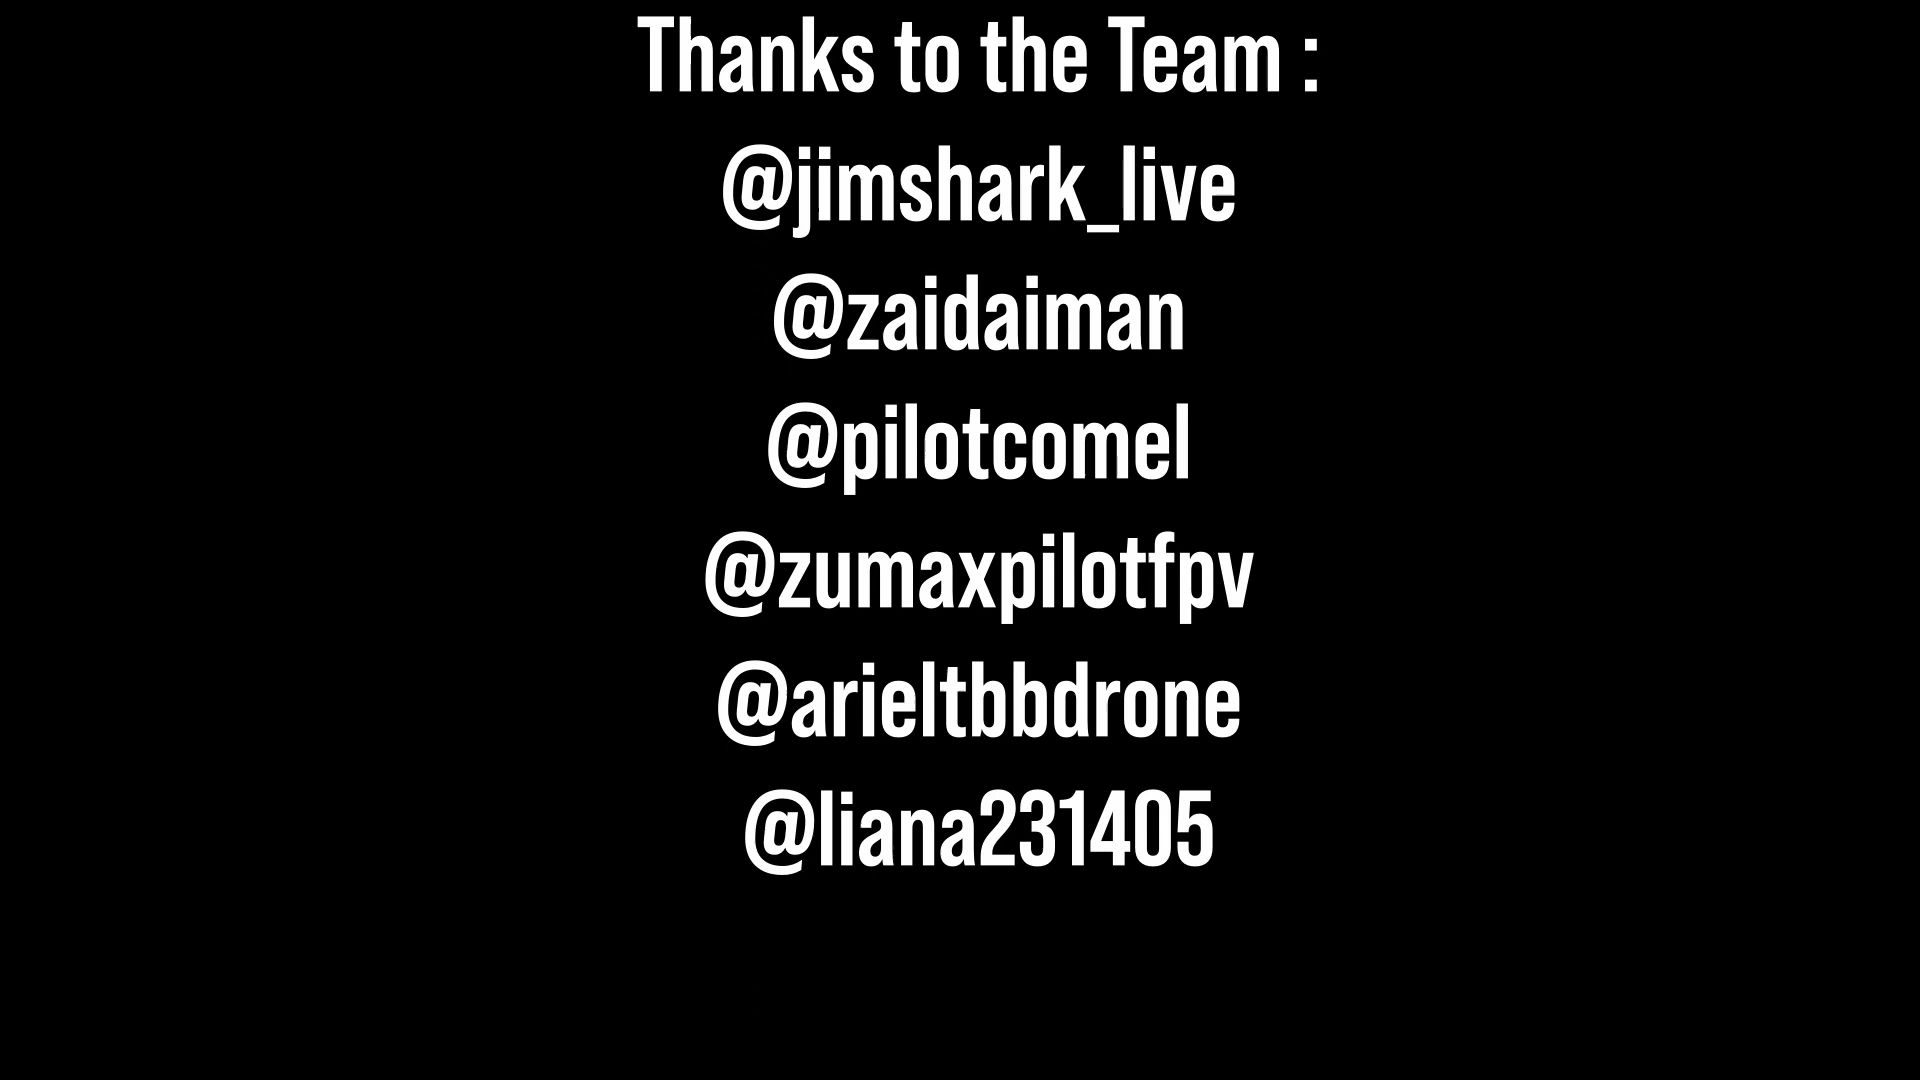 Thanks to the Team :
@jimshark_live
@zaidaiman
@pilotcomel
@zumaxpilotfpv
@arieltbbdrone
@liana231405